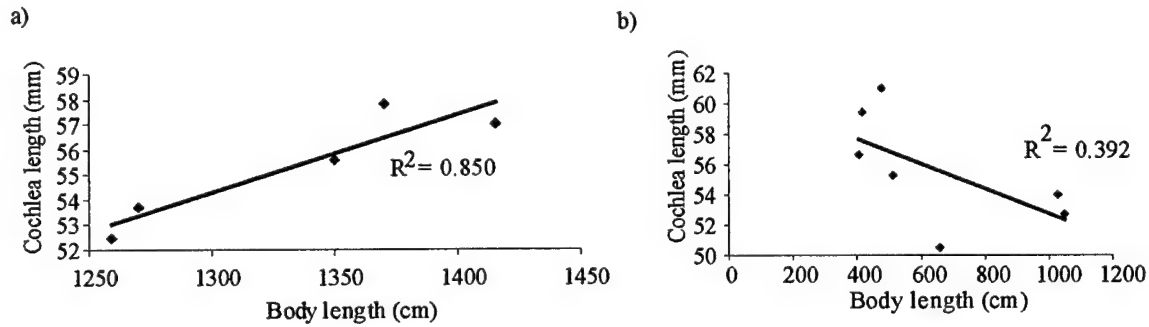 a)
Cochlea length (mm)
59
58
57
56
55
54
53
52
R² = 0.850
1250 1300 1350 1400 1450
Body length (cm)
b)
Cochlea length (mm)
62
60
58
56
54
52
50
R² = 0.392
0 200 400 600 800 1000 1200
Body length (cm)